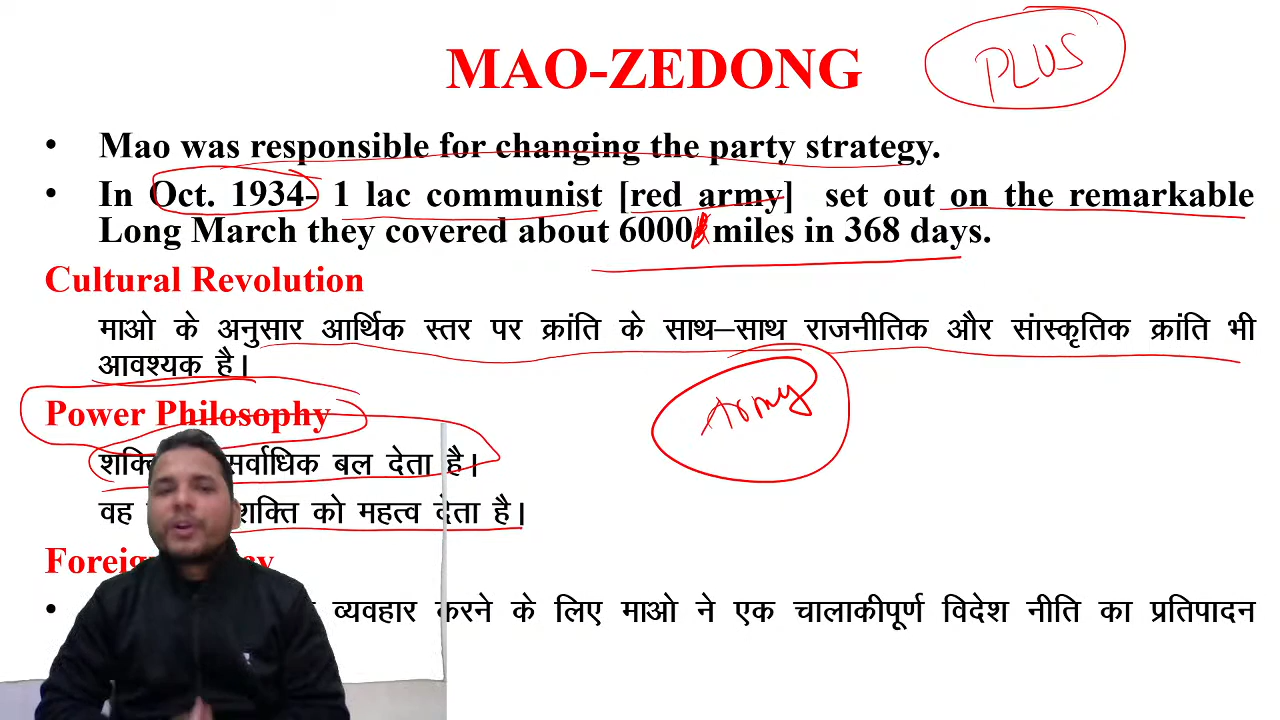 MAO-ZEDONG
PLUS
• Mao was responsible for changing the party strategy.
• In Oct. 1934- 1 lac communist [red army] set out on the remarkable
Long March they covered about 6000 miles in 368 days.
Cultural Revolution
माओ के अनुसार आर्थिक स्तर पर क्रांति के साथ–साथ राजनीतिक और सांस्कृतिक क्रांति भी
आवश्यक है।
Army
Power Philosophy
सर्वाधिक बल देता है।
वह शक्ति को महत्व देता है।
• व्यवहार करने के लिए माओ ने एक चालाकीपूर्ण विदेश नीति का प्रतिपादन